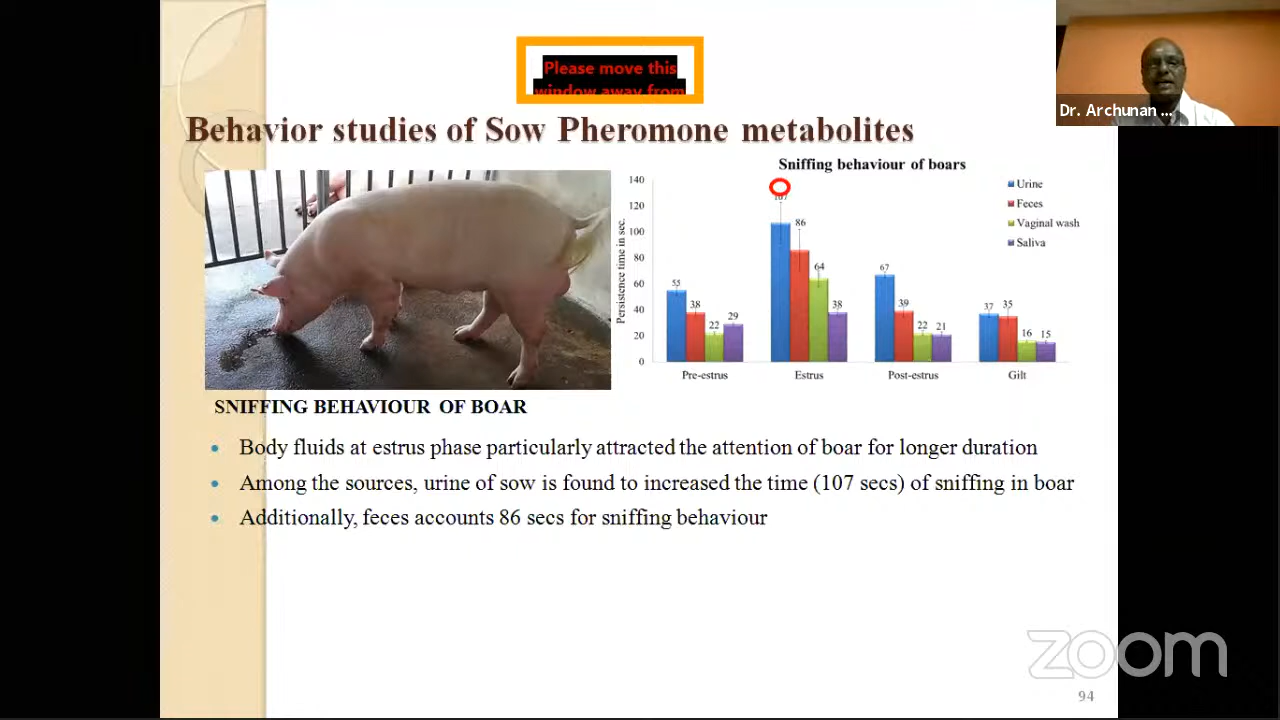 Please move this
window away from
Dr. Archunan ...
Behavior studies of Sow Pheromone metabolites
Sniffing behaviour of boars
Persistence time in sec.
140
120
100
80
60
40
20
0
55
38
22
29
107
86
64
38
67
39
22
21
37
35
16
15
Pre-estrus
Estrus
Post-estrus
Gilt
Urine
Feces
Vaginal wash
Saliva
SNIFFING BEHAVIOUR OF BOAR
• Body fluids at estrus phase particularly attracted the attention of boar for longer duration
• Among the sources, urine of sow is found to increased the time (107 secs) of sniffing in boar
• Additionally, feces accounts 86 secs for sniffing behaviour
zoom
94